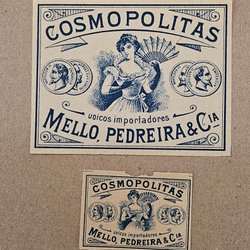 COSMOPOLITAS
unicos importadores
MELLO, PEDREIRA & Cia
COSMOPOLITAS
unicos importadores
MELLO, PEDREIRA & Cia